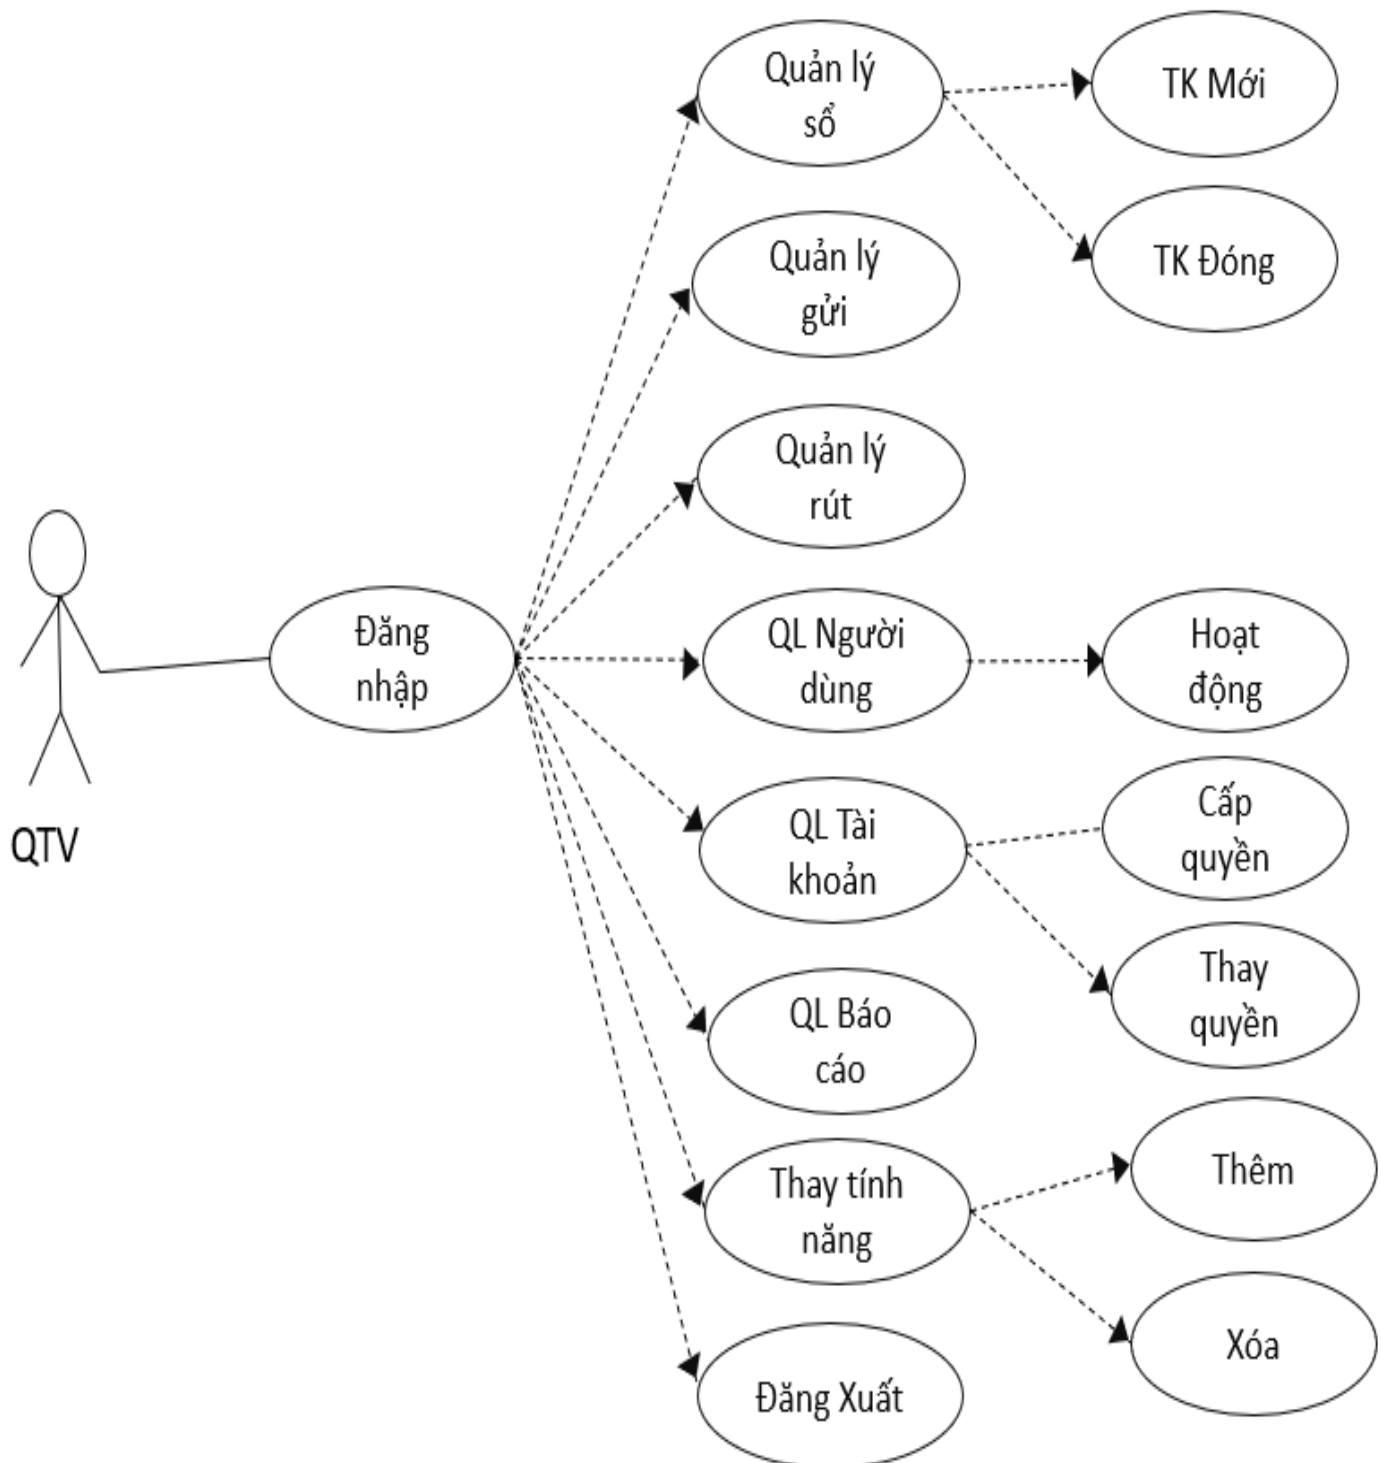 Quản lý
sổ
TK Mới
TK Đóng
Quản lý
gửi
Quản lý
rút
QTV
Đăng
nhập
QL Người
dùng
Hoạt
động
QL Tài
khoản
Cấp
quyền
Thay
quyền
QL Báo
cáo
Thay tính
năng
Thêm
Xóa
Đăng Xuất